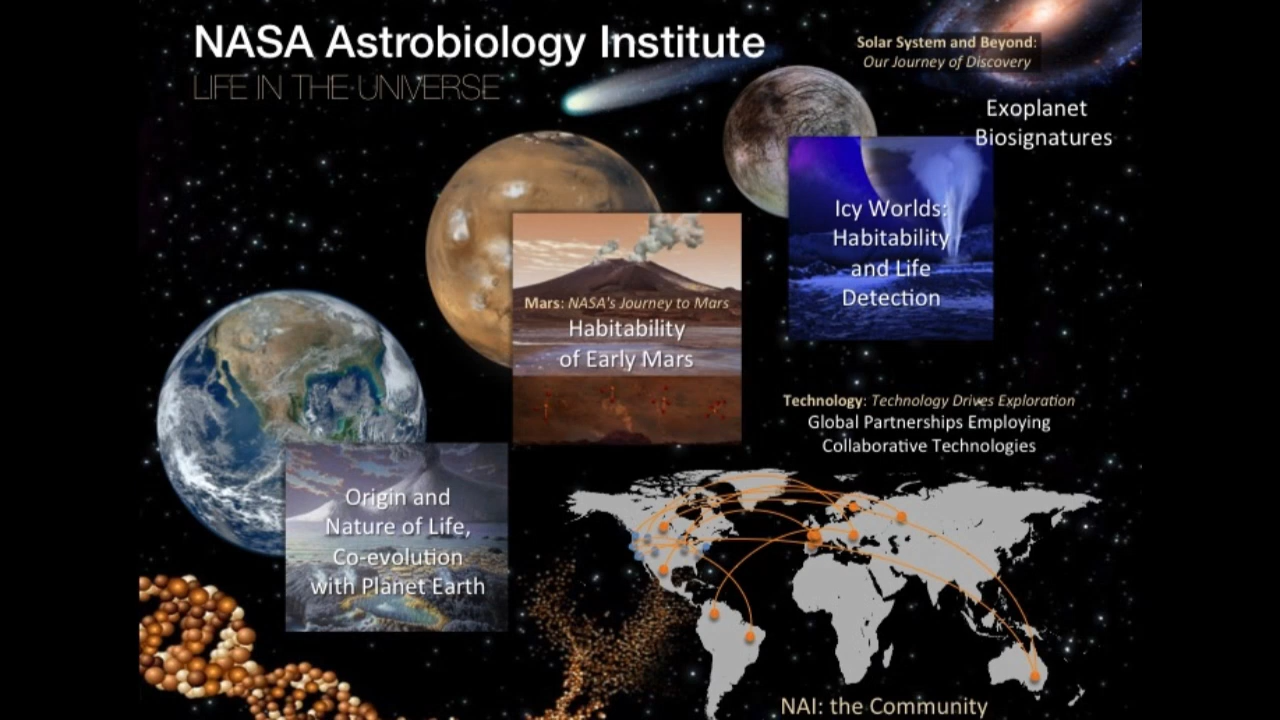 NASA Astrobiology Institute
LIFE IN THE UNIVERSE
Solar System and Beyond:
Our Journey of Discovery
Exoplanet
Biosignatures
Icy Worlds:
Habitability
and Life
Detection
Mars: NASA's Journey to Mars
Habitability
of Early Mars
Origin and
Nature of Life,
Co-evolution
with Planet Earth
Technology: Technology Drives Exploration
Global Partnerships Employing
Collaborative Technologies
NAI: the Community